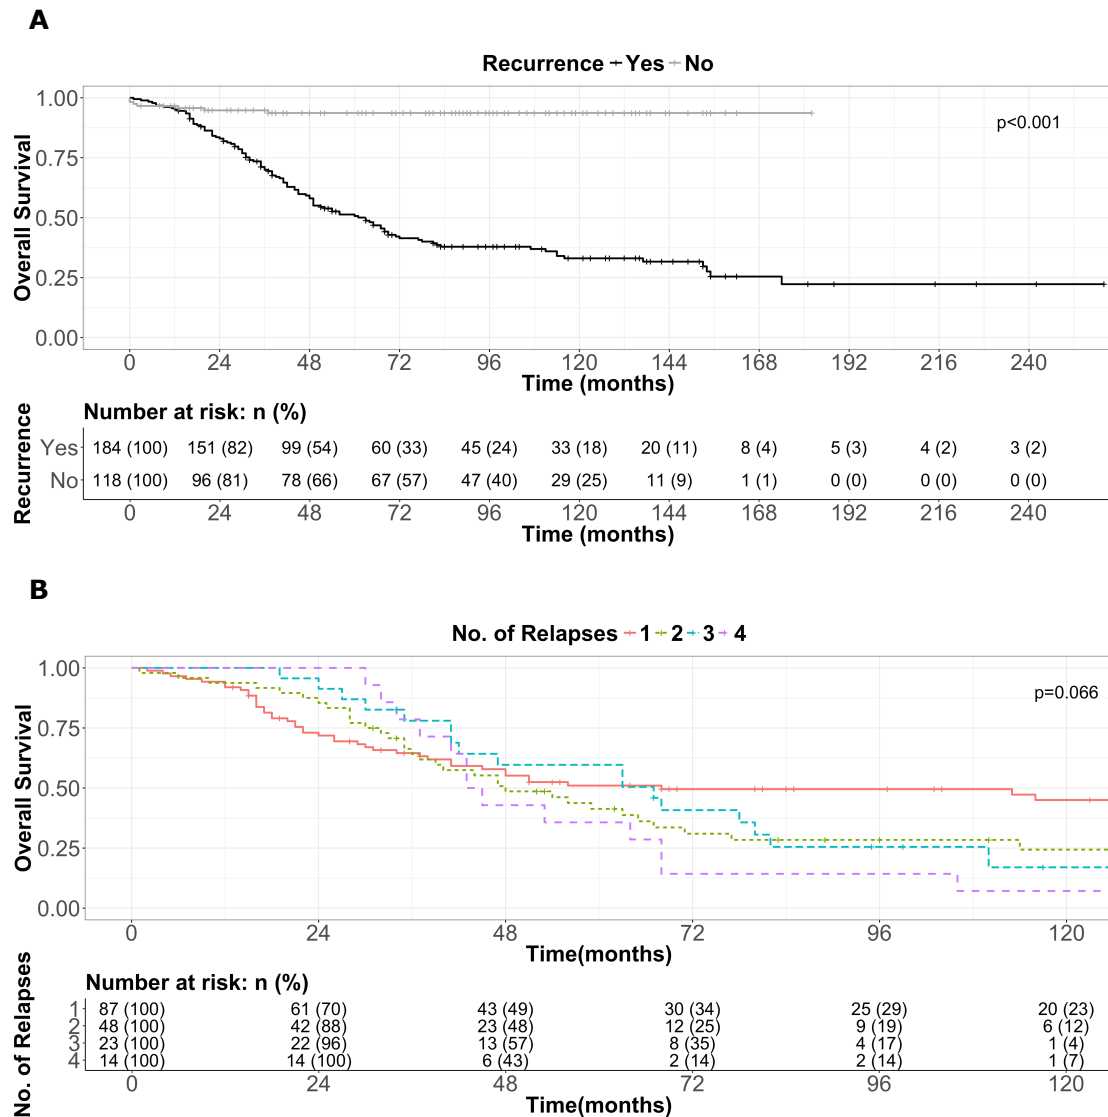 A
Recurrence Yes No
1.00
0.75
0.50
0.25
0.00
Overall Survival
p<0.001
0 24 48 72 96 120 144 168 192 216 240
Time (months)
Number at risk: n (%)
Recurrence
Yes 184 (100) 151 (82) 99 (54) 60 (33) 45 (24) 33 (18) 20 (11) 8 (4) 5 (3) 4 (2) 3 (2)
No 118 (100) 96 (81) 78 (66) 67 (57) 47 (40) 29 (25) 11 (9) 1 (1) 0 (0) 0 (0) 0 (0)
0 24 48 72 96 120 144 168 192 216 240
Time (months)
B
No. of Relapses 1 2 3 4
1.00
0.75
0.50
0.25
0.00
Overall Survival
p=0.066
0 24 48 72 96 120
Time(months)
Number at risk: n (%)
No. of Relapses
1 87 (100) 61 (70) 43 (49) 30 (34) 25 (29) 20 (23)
2 48 (100) 42 (88) 23 (48) 12 (25) 9 (19) 6 (12)
3 23 (100) 22 (96) 13 (57) 8 (35) 4 (17) 1 (4)
4 14 (100) 14 (100) 6 (43) 2 (14) 2 (14) 1 (7)
0 24 48 72 96 120
Time(months)